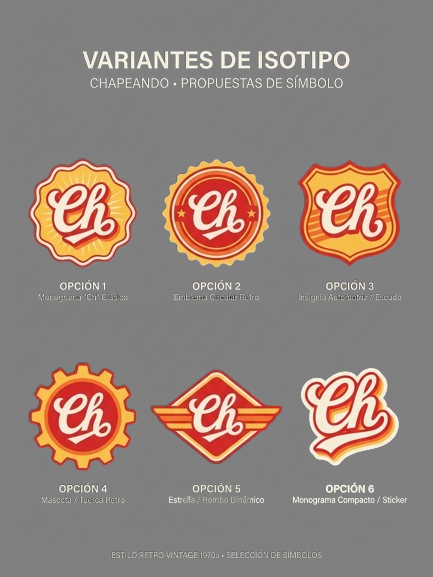 VARIANTES DE ISOTIPO
CHAPEANDO • PROPUESTAS DE SÍMBOLO
Ch
Ch
Ch
OPCIÓN 1
OPCIÓN 2
OPCIÓN 3
Monograma "Ch" Clásico
Emblema Circular Retro
Insignia Automotriz / Escudo
Ch
Ch
Ch
OPCIÓN 4
OPCIÓN 5
OPCIÓN 6
Mascota / Tuerca Retro
Estrella / Rombo Dinámico
Monograma Compacto / Sticker
ESTILO RETRO VINTAGE 1970s • SELECCIÓN DE SÍMBOLOS